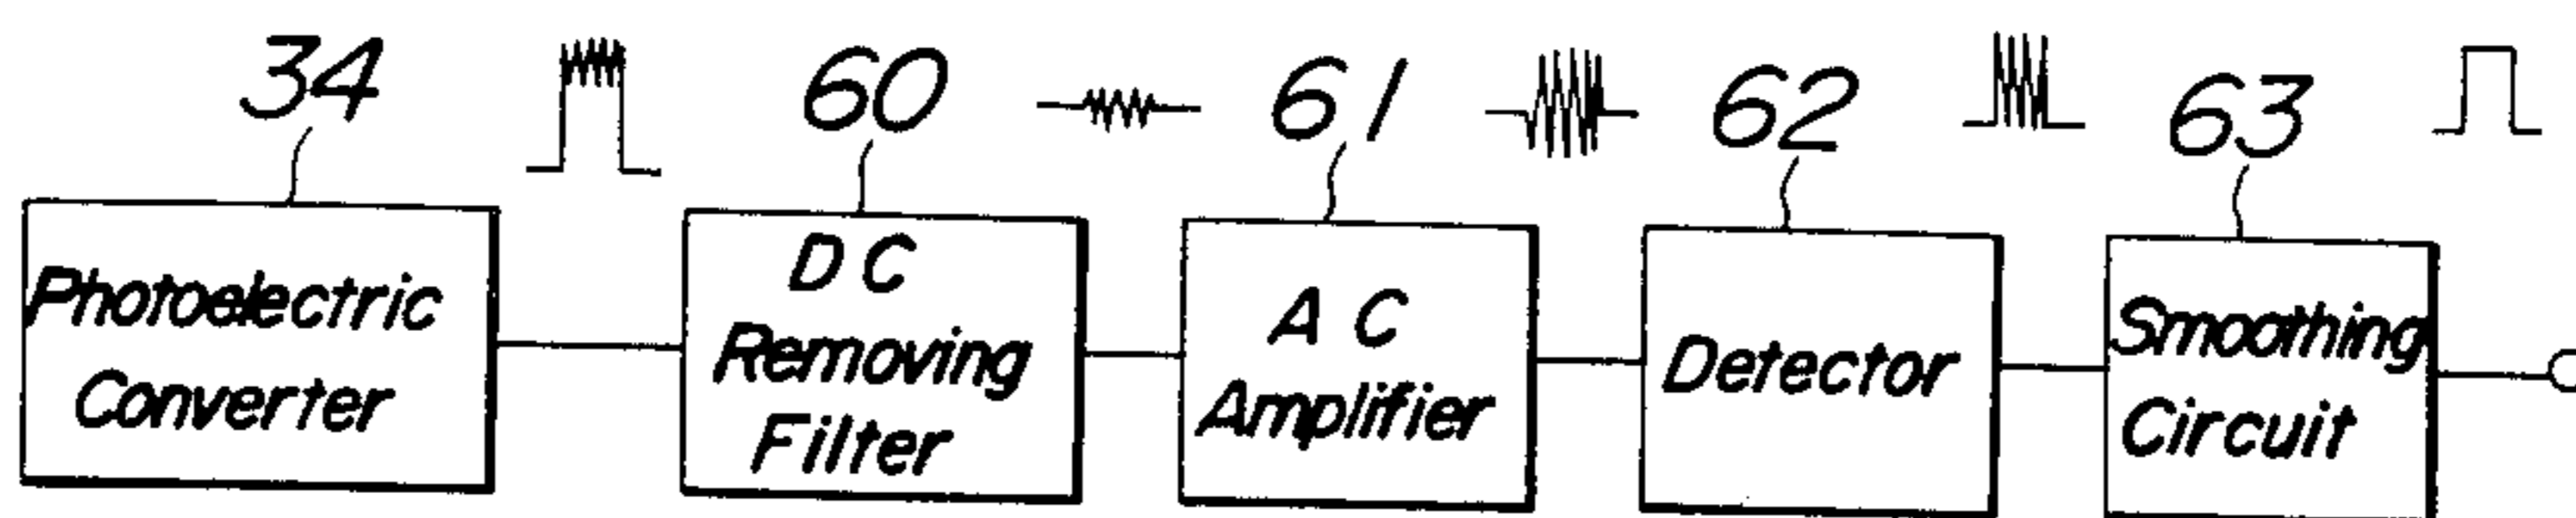 34
60
61
62
63
Photoelectric
Converter
DC
Removing
Filter
AC
Amplifier
Detector
Smoothing
Circuit